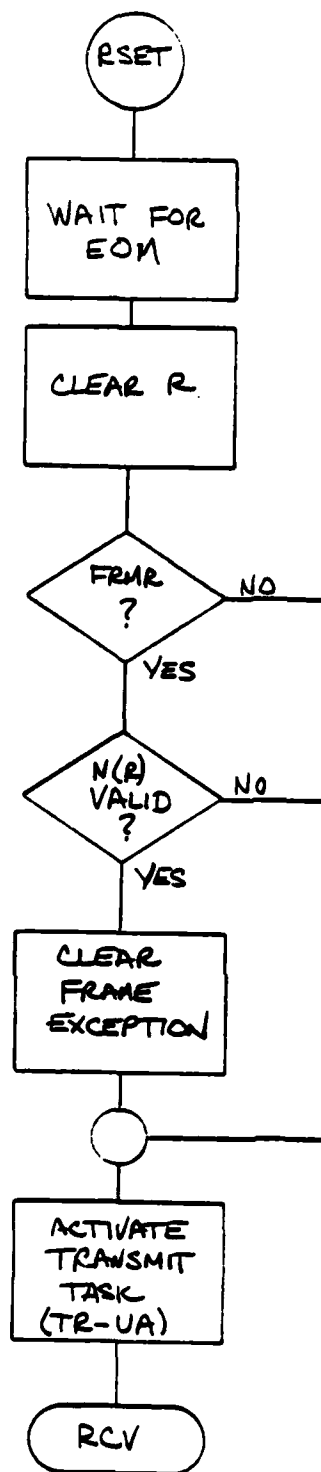 RSET
WAIT FOR
EOM
CLEAR R
FRMR
?
NO
YES
N(R)
VALID
?
NO
YES
CLEAR
FRAME
EXCEPTION
ACTIVATE
TRANSMIT
TASK
(TR-UA)
RCV